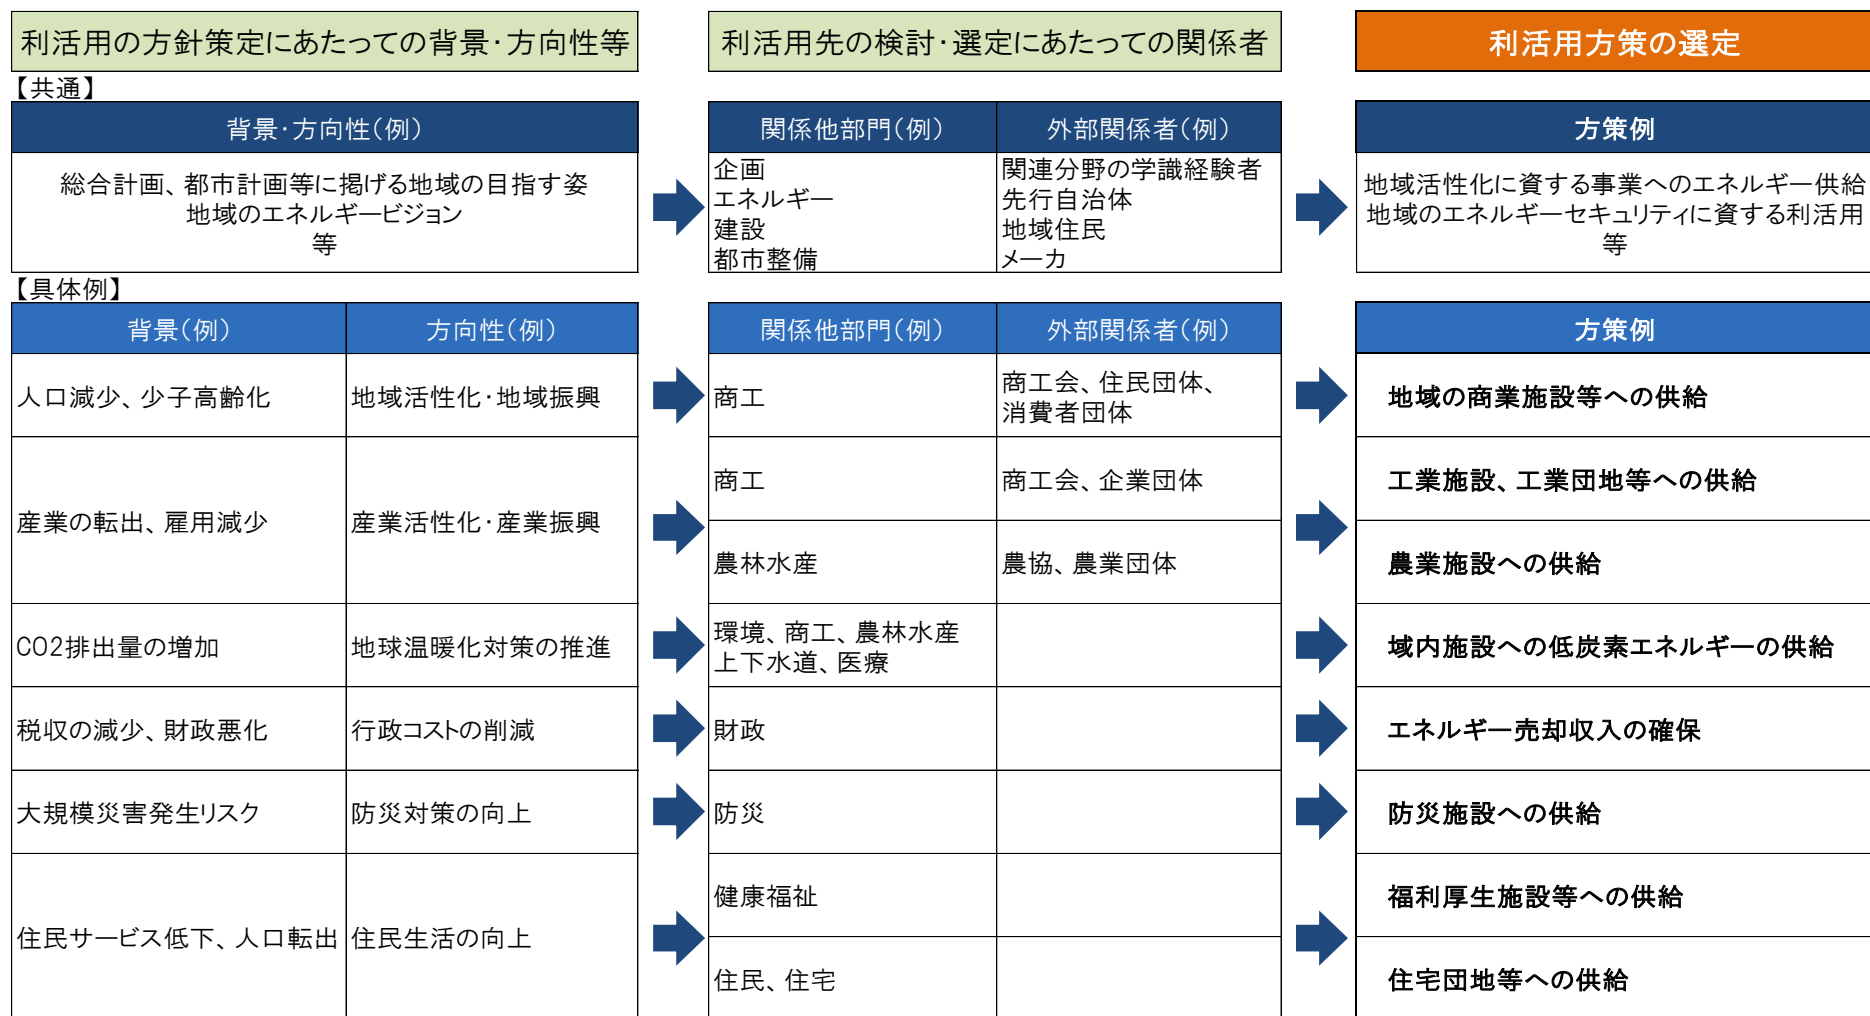 利活用の方針策定にあたっての背景・方向性等
利活用先の検討・選定にあたっての関係者
利活用方策の選定
【共通】
背景・方向性(例)
関係他部門(例)
外部関係者(例)
方策例
総合計画、都市計画等に掲げる地域の目指す姿
地域のエネルギービジョン
等
企画
エネルギー
建設
都市整備
関連分野の学識経験者
先行自治体
地域住民
メーカ
地域活性化に資する事業へのエネルギー供給
地域のエネルギーセキュリティに資する利活用
等
【具体例】
背景(例)
方向性(例)
関係他部門(例)
外部関係者(例)
方策例
人口減少、少子高齢化
地域活性化・地域振興
商工
商工会、住民団体、
消費者団体
地域の商業施設等への供給
産業の転出、雇用減少
産業活性化・産業振興
商工
商工会、企業団体
工業施設、工業団地等への供給
農林水産
農協、農業団体
農業施設への供給
CO2排出量の増加
地球温暖化対策の推進
環境、商工、農林水産
上下水道、医療
域内施設への低炭素エネルギーの供給
税収の減少、財政悪化
行政コストの削減
財政
エネルギー売却収入の確保
大規模災害発生リスク
防災対策の向上
防災
防災施設への供給
住民サービス低下、人口転出
住民生活の向上
健康福祉
福利厚生施設等への供給
住民、住宅
住宅団地等への供給